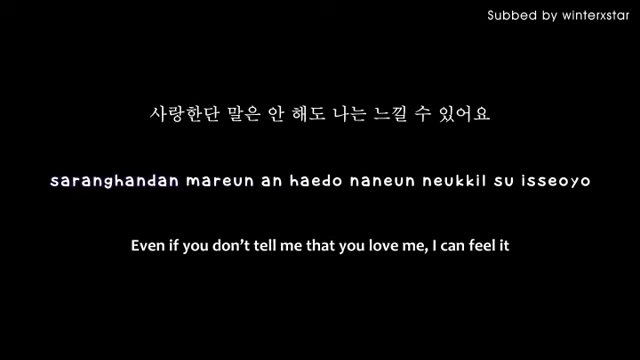 Subbed by winterxstar
사랑한단 말은 안 해도 나는 느낄 수 있어요
saranghandan mareun an haedo naneun neukkil su isseoyo
Even if you don't tell me that you love me, I can feel it